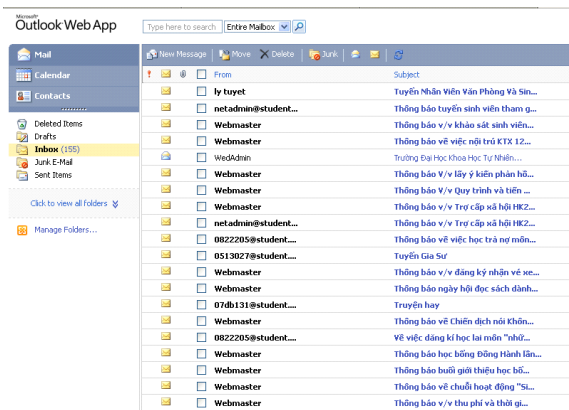 Microsoft
Outlook Web App
Type here to search Entire Mailbox
Mail
Calendar
Contacts
Deleted Items
Drafts
Inbox (155)
Junk E-Mail
Sent Items
Click to view all folders
Manage Folders...
New Message Move Delete Junk
From Subject
ly tuyet Tuyển Nhân Viên Văn Phòng Và Sin...
netadmin@student... Thông báo tuyển sinh viên tham g...
Webmaster Thông báo v/v khảo sát sinh viên...
Webmaster Thông báo về việc nội trú KTX 12...
WedAdmin Trường Đại Học Khoa Học Tự Nhiên...
Webmaster Thông báo V/v lấy ý kiến phản hồ...
Webmaster Thông báo V/v Quy trình và tiến ...
Webmaster Thông báo v/v Trợ cấp xã hội HK2...
netadmin@student... Thông báo v/v Trợ cấp xã hội HK2...
0822205@student.... Thông báo về việc học trả nợ môn...
0513027@student.... Tuyển Gia Sư
Webmaster Thông báo v/v đăng ký nhận vé xe...
Webmaster Thông báo ngày hội đọc sách dành...
07db131@student.... Truyện hay
Webmaster Thông báo về Chiến dịch nói Khôn...
0822205@student.... Về việc đăng kí học lại môn "nhữ...
Webmaster Thông báo học bổng Đồng Hành lần...
Webmaster Thông báo buổi giới thiệu học bổ...
Webmaster Thông báo về chuỗi hoạt động "Si...
Webmaster Thông báo v/v thu phí và thời gi...